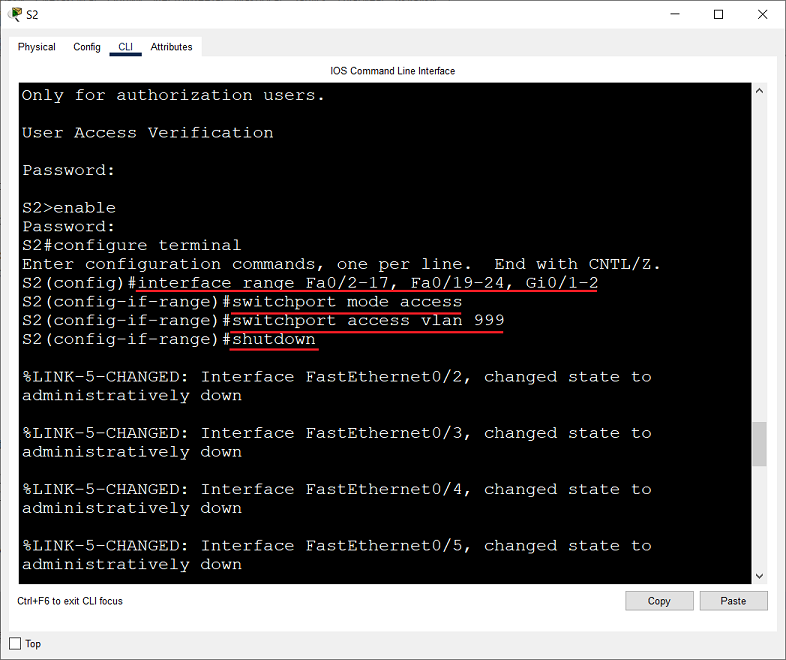 S2
Physical Config CLI Attributes
IOS Command Line Interface
Only for authorization users.
User Access Verification
Password:
S2>enable
Password:
S2#configure terminal
Enter configuration commands, one per line.  End with CNTL/Z.
S2(config)#interface range Fa0/2-17, Fa0/19-24, Gi0/1-2
S2(config-if-range)#switchport mode access
S2(config-if-range)#switchport access vlan 999
S2(config-if-range)#shutdown
%LINK-5-CHANGED: Interface FastEthernet0/2, changed state to
administratively down
%LINK-5-CHANGED: Interface FastEthernet0/3, changed state to
administratively down
%LINK-5-CHANGED: Interface FastEthernet0/4, changed state to
administratively down
%LINK-5-CHANGED: Interface FastEthernet0/5, changed state to
administratively down
Ctrl+F6 to exit CLI focus
Copy Paste
Top